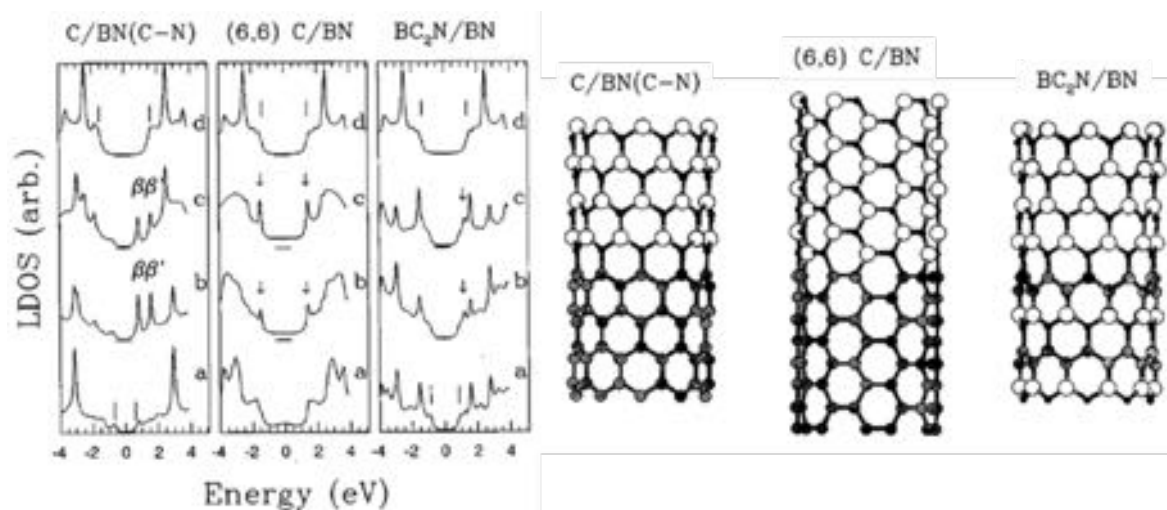 C/BN(C-N)
(6,6) C/BN
BC₂N/BN
LDOS (arb.)
d
d
d
ββ'
c
c
c
ββ'
b
b
b
a
a
a
-4 -2 0 2 4
-4 -2 0 2 4
-4 -2 0 2 4
Energy (eV)
C/BN(C-N)
(6,6) C/BN
BC₂N/BN